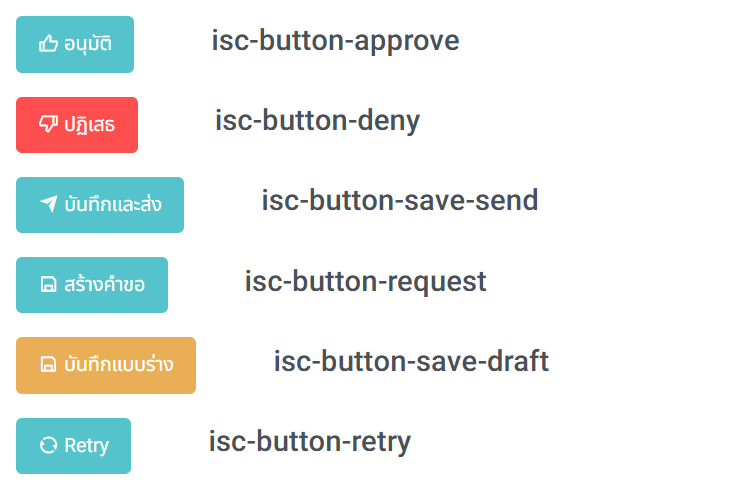 อนุมัติ isc-button-approve
ปฏิเสธ isc-button-deny
บันทึกและส่ง isc-button-save-send
สร้างคำขอ isc-button-request
บันทึกแบบร่าง isc-button-save-draft
Retry isc-button-retry